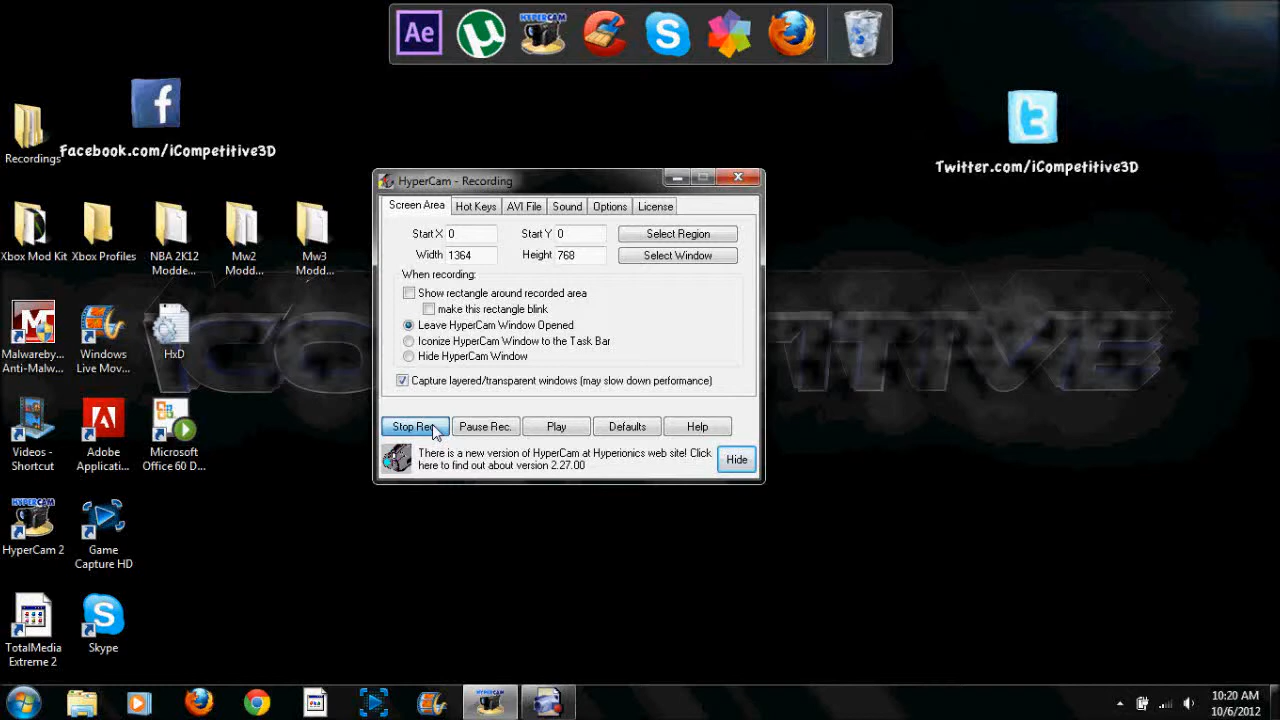 Ae
HYPERCAM
Facebook.com/iCompetitive3D
Twitter.com/iCompetitive3D
Recordings
Xbox Mod Kit
Xbox Profiles
NBA 2K12
Modde...
Mw2
Modd...
Mw3
Modd...
Malwareby...
Anti-Malw...
Windows
Live Mov...
HxD
Videos -
Shortcut
Adobe
Applicati...
Microsoft
Office 60 D...
HYPERCAM
HyperCam 2
Game
Capture HD
TotalMedia
Extreme 2
Skype
HyperCam - Recording
Screen Area
Hot Keys
AVI File
Sound
Options
License
Start X 0
Start Y 0
Select Region
Width 1364
Height 768
Select Window
When recording:
Show rectangle around recorded area
make this rectangle blink
Leave HyperCam Window Opened
Iconize HyperCam Window to the Task Bar
Hide HyperCam Window
Capture layered/transparent windows (may slow down performance)
Stop Rec.
Pause Rec.
Play
Defaults
Help
There is a new version of HyperCam at Hyperionics web site! Click
here to find out about version 2.27.00
Hide
HYPERCAM
10:20 AM
10/6/2012